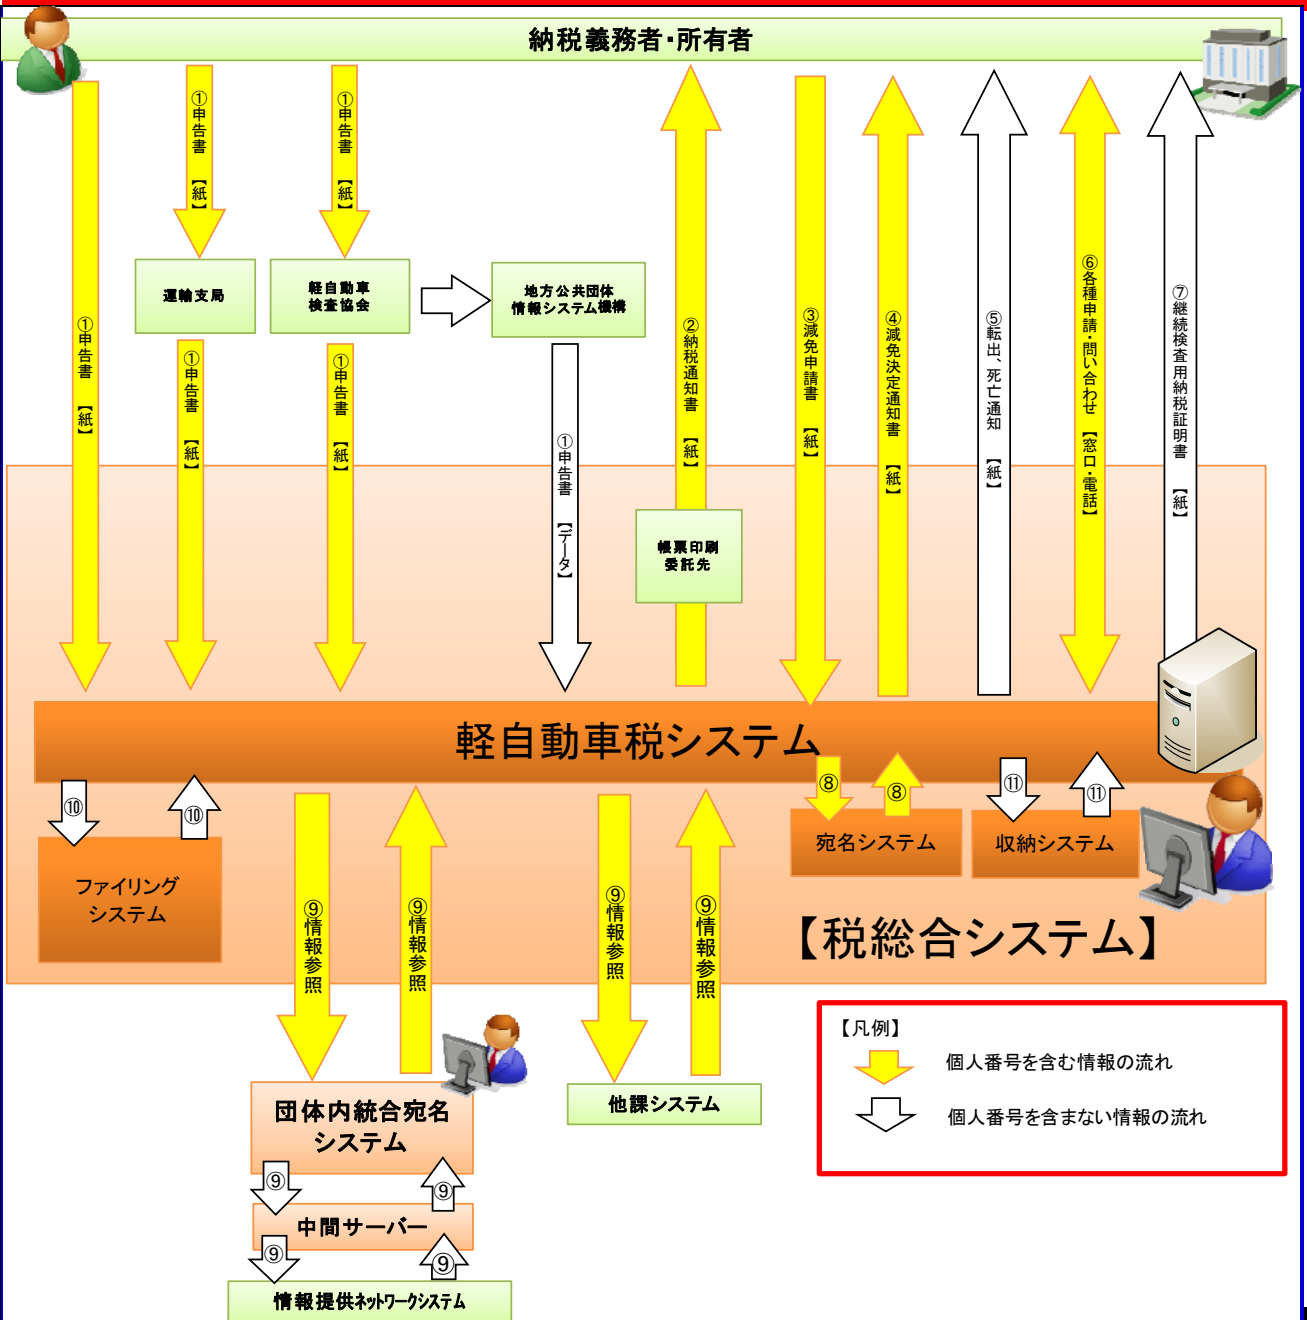 納税義務者・所有者
①申告書 【紙】
①申告書 【紙】
①申告書 【紙】
運輸支局
軽自動車
検査協会
地方公共団体
情報システム機構
①申告書 【紙】
①申告書 【紙】
①申告書 【データ】
②納税通知書 【紙】
帳票印刷
委託先
③減免申請書 【紙】
④減免決定通知書 【紙】
⑤転出、死亡通知 【紙】
⑥各種申請・問い合わせ 【窓口・電話】
⑦継続検査用納税証明書 【紙】
軽自動車税システム
⑩
⑩
ファイリング
システム
⑨情報参照
⑨情報参照
⑨情報参照
⑨情報参照
⑧
⑧
宛名システム
⑪
⑪
収納システム
【税総合システム】
団体内統合宛名
システム
⑨
⑨
中間サーバー
⑨
⑨
情報提供ネットワークシステム
他課システム
【凡例】
個人番号を含む情報の流れ
個人番号を含まない情報の流れ